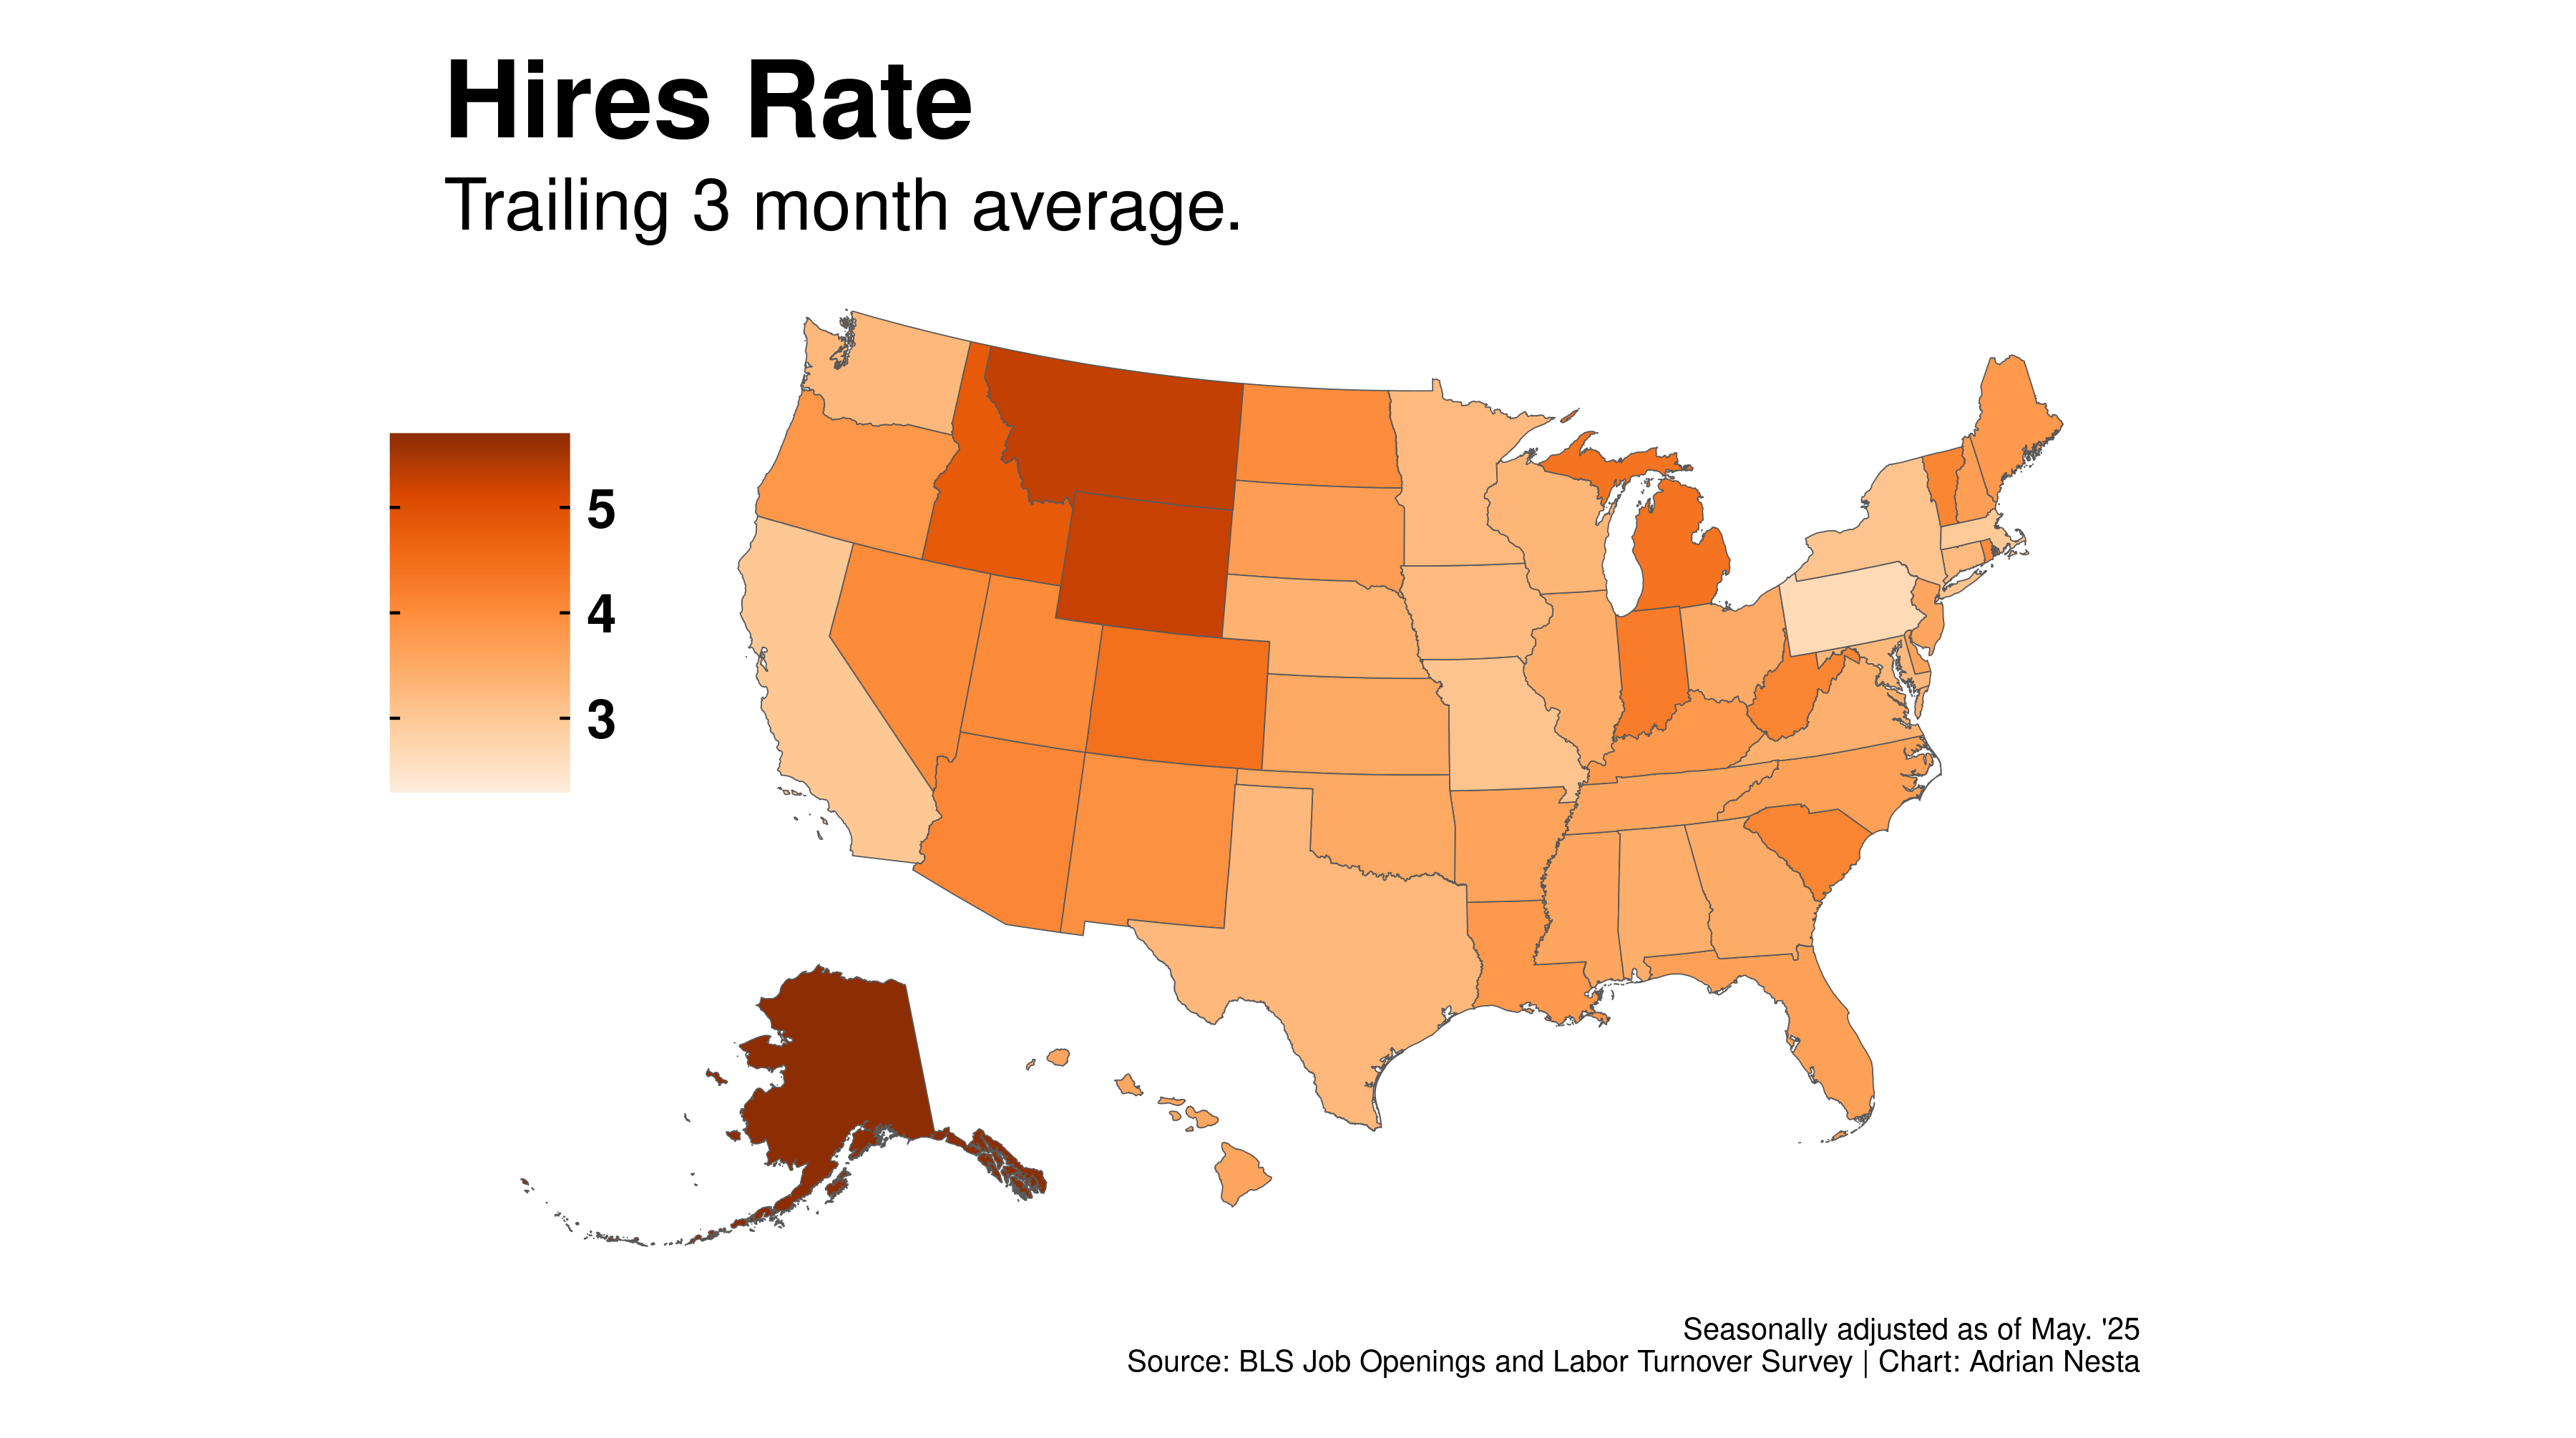 Hires Rate
Trailing 3 month average.
5
4
3
Seasonally adjusted as of May. '25
Source: BLS Job Openings and Labor Turnover Survey | Chart: Adrian Nesta